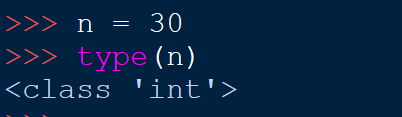 >>> n = 30
>>> type(n)
<class 'int'>
>>>